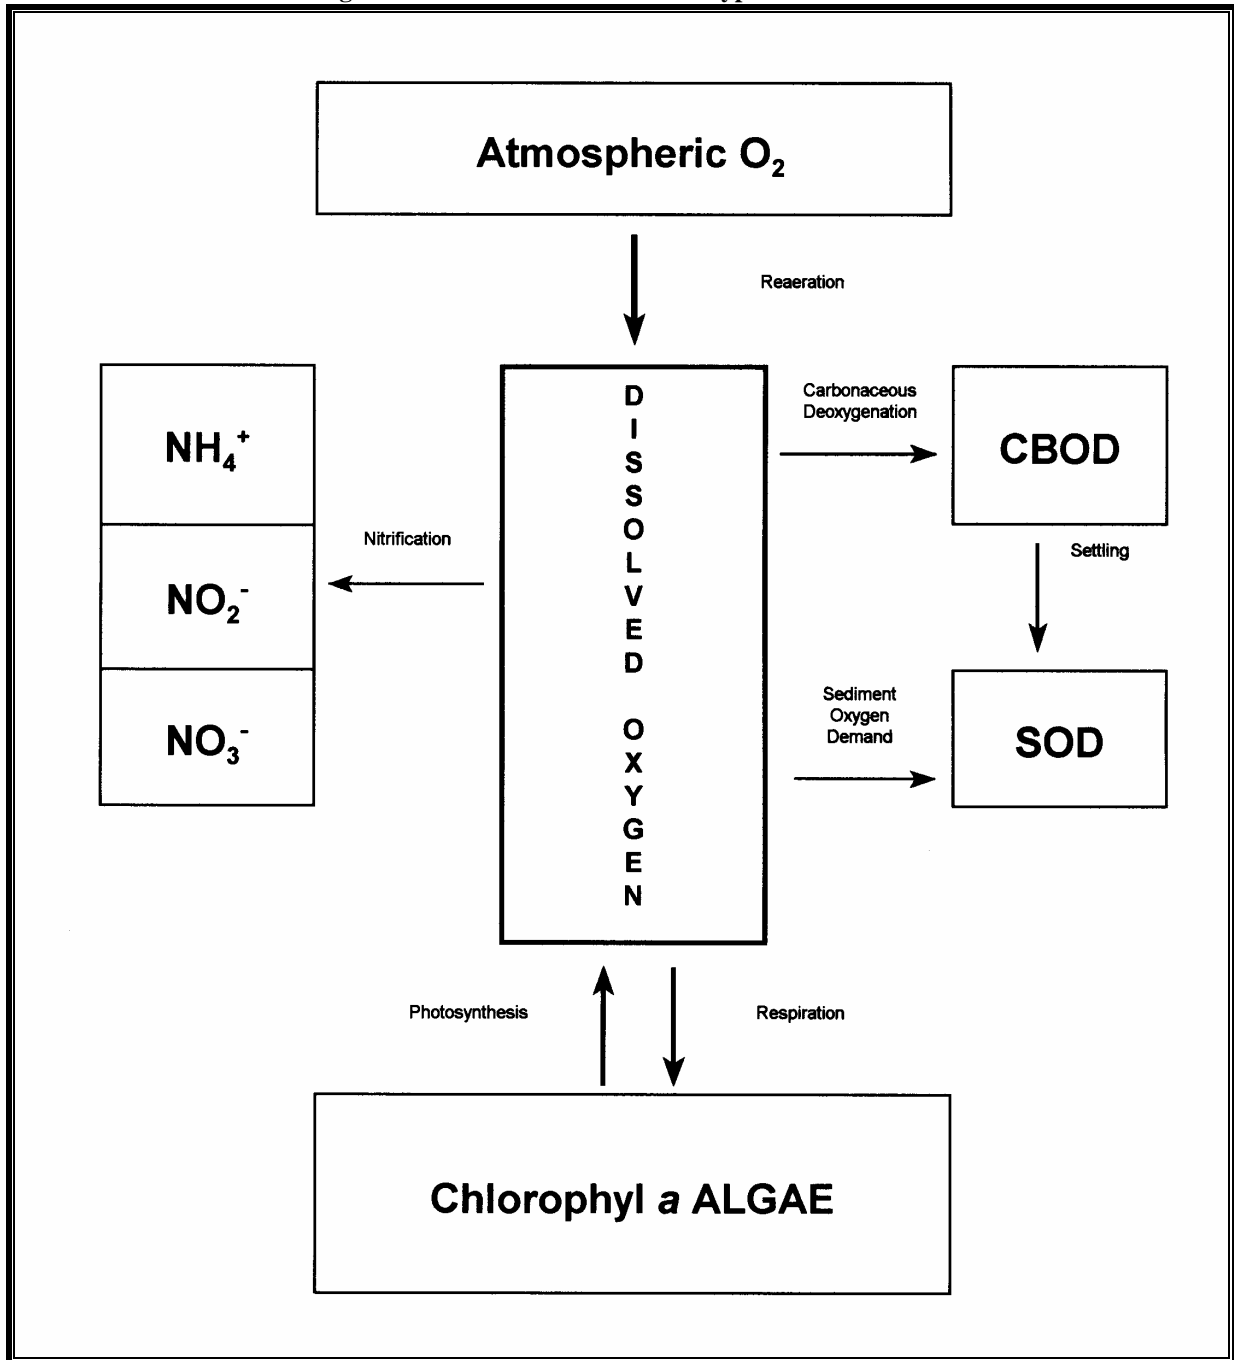 Atmospheric O₂
Reaeration
Carbonaceous
Deoxygenation
CBOD
NH₄⁺
NO₂⁻
NO₃⁻
Nitrification
D
I
S
S
O
L
V
E
D
O
X
Y
G
E
N
Settling
Sediment
Oxygen
Demand
SOD
Photosynthesis
Respiration
Chlorophyl a ALGAE